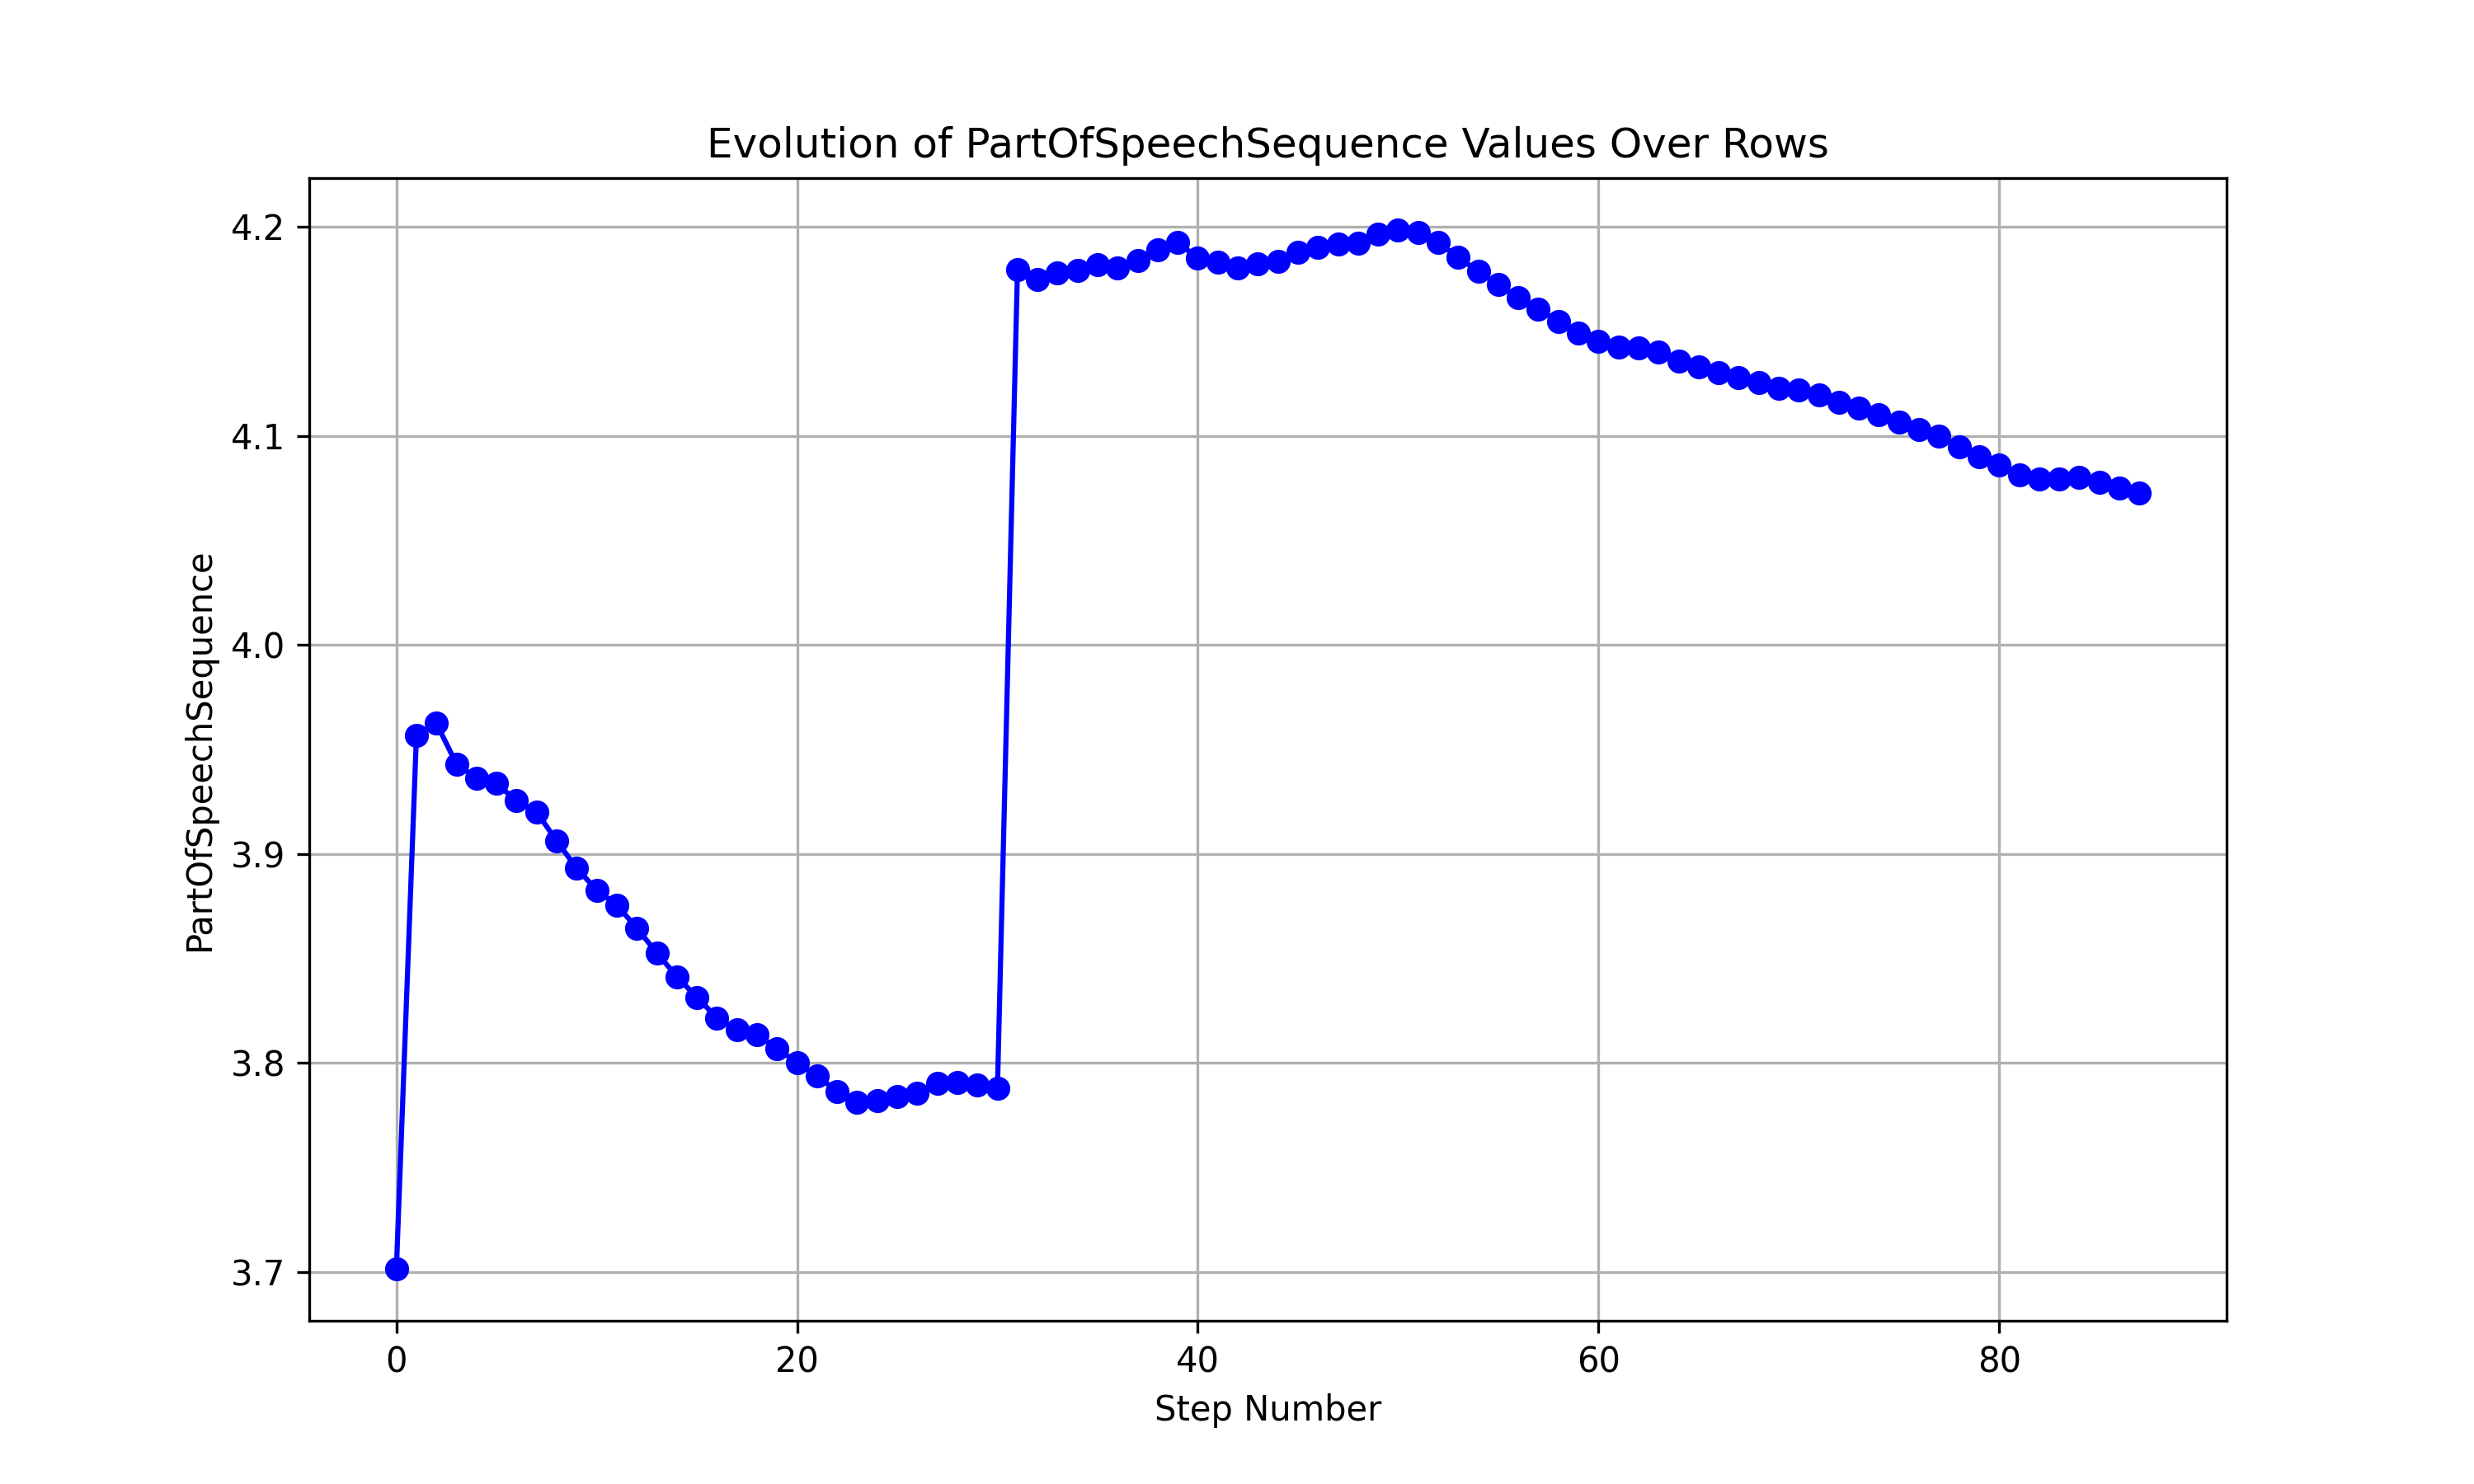 Evolution of PartOfSpeechSequence Values Over Rows
PartOfSpeechSequence
4.2
4.1
4.0
3.9
3.8
3.7
0 20 40 60 80
Step Number